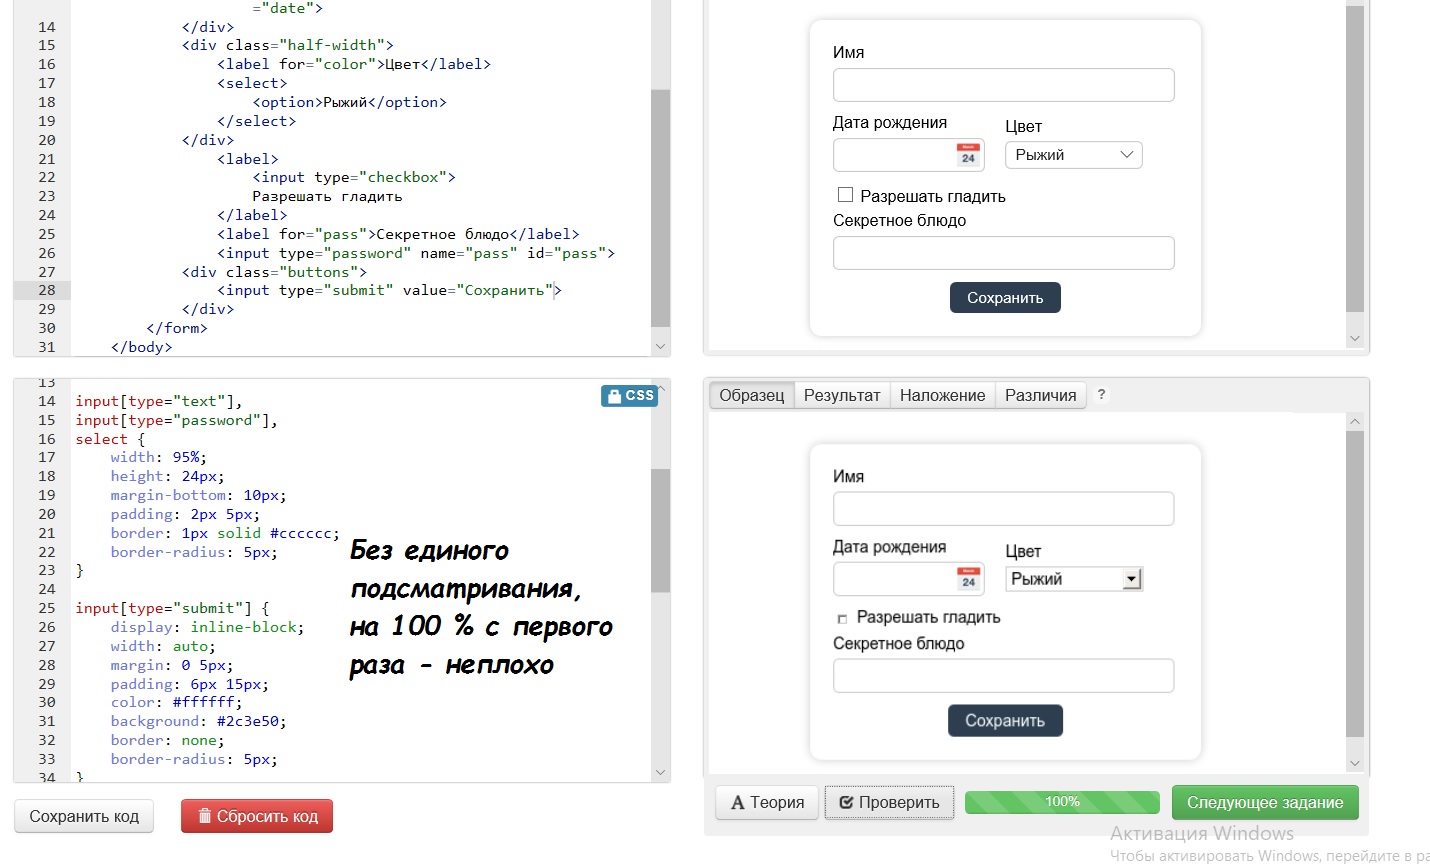 ="date">
14 </div>
15 <div class="half-width">
16 <label for="color">Цвет</label>
17 <select>
18 <option>Рыжий</option>
19 </select>
20 </div>
21 <label>
22 <input type="checkbox">
23 Разрешать гладить
24 </label>
25 <label for="pass">Секретное блюдо</label>
26 <input type="password" name="pass" id="pass">
27 <div class="buttons">
28 <input type="submit" value="Сохранить">
29 </div>
30 </form>
31 </body>
Имя
Дата рождения
Цвет
24
Рыжий
Разрешать гладить
Секретное блюдо
Сохранить
CSS
13
14 input[type="text"],
15 input[type="password"],
16 select {
17 width: 95%;
18 height: 24px;
19 margin-bottom: 10px;
20 padding: 2px 5px;
21 border: 1px solid #cccccc;
22 border-radius: 5px;
23 }
24
25 input[type="submit"] {
26 display: inline-block;
27 width: auto;
28 margin: 0 5px;
29 padding: 6px 15px;
30 color: #ffffff;
31 background: #2c3e50;
32 border: none;
33 border-radius: 5px;
34 }
Без единого
подсматривания,
на 100 % с первого
раза - неплохо
Образец Результат Наложение Различия ?
Имя
Дата рождения
Цвет
24
Рыжий
Разрешать гладить
Секретное блюдо
Сохранить
Сохранить код
Сбросить код
A Теория
Проверить
100%
Следующее задание
Активация Windows
Чтобы активировать Windows, перейдите в ра